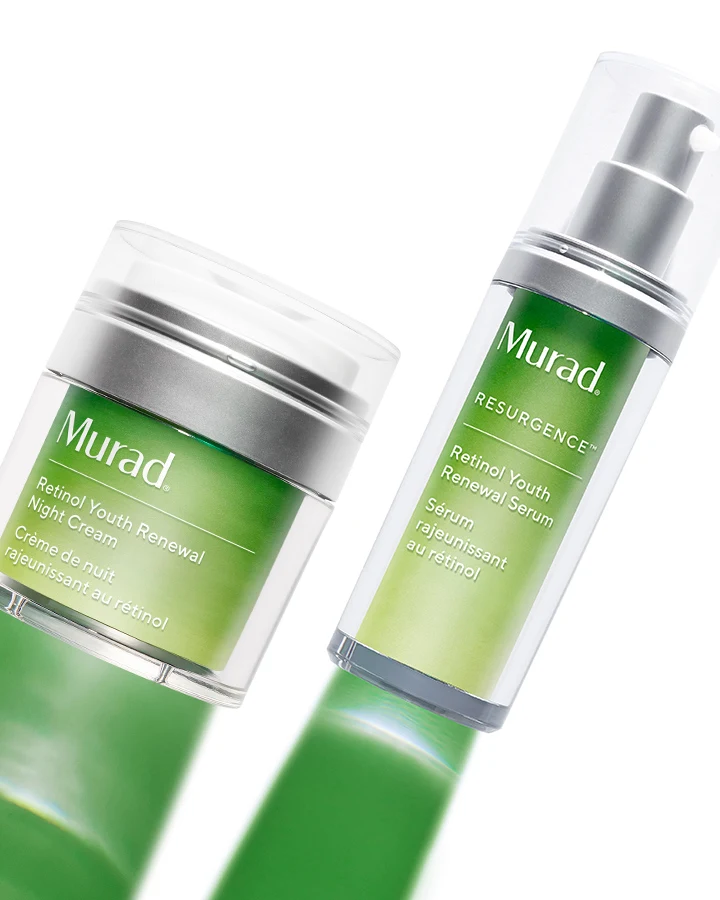 Murad®
Retinol Youth Renewal
Night Cream
Crème de nuit
rajeunissant au rétinol
Murad®
RESURGENCE™
Retinol Youth
Renewal Serum
Sérum
rajeunissant
au rétinol